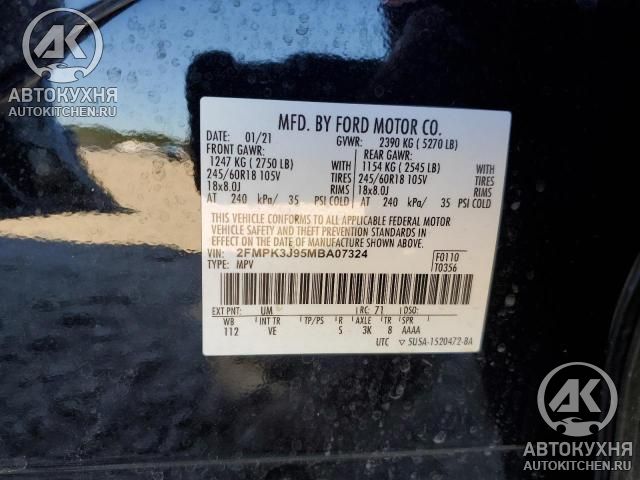 AK
АВТОКУХНЯ
AUTOKITCHEN.RU
MFD. BY FORD MOTOR CO.
DATE: 01/21 GVWR: 2390 KG ( 5270 LB)
FRONT GAWR: REAR GAWR:
1247 KG ( 2750 LB) 1154 KG ( 2545 LB)
245/60R18 105V TIRES 245/60R18 105V TIRES
18x8.0J RIMS 18x8.0J RIMS
AT 240 kPa/ 35 PSI COLD AT 240 kPa/ 35 PSI COLD
THIS VEHICLE CONFORMS TO ALL APPLICABLE FEDERAL MOTOR
VEHICLE SAFETY AND THEFT PREVENTION STANDARDS IN
EFFECT ON THE DATE OF MANUFACTURE SHOWN ABOVE.
VIN: 2FMPK3J95MBA07324 F0110
TYPE: MPV T0356
EXT PNT: UM RC: 71
WB INT TR TP/PS R AXLE TR SPR
112 VE S 3K 8 AAAA
UTC ▽ 5U5A-1520472-BA
AK
АВТОКУХНЯ
AUTOKITCHEN.RU